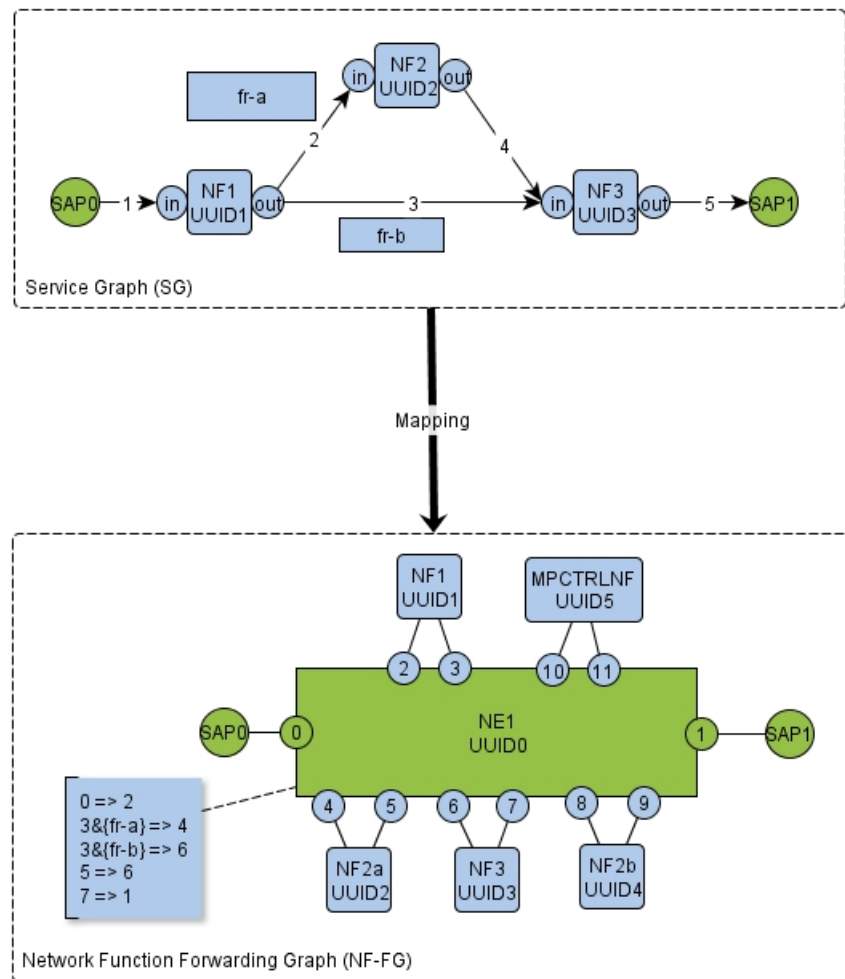 NF2
in
out
UUID2
fr-a
2
4
NF1
NF3
SAP0
1
in
out
3
in
out
5
SAP1
UUID1
UUID3
fr-b
Service Graph (SG)
Mapping
NF1
UUID1
MPCTRLNF
UUID5
2
3
10
11
SAP0
0
NE1
UUID0
1
SAP1
0 => 2
3&{fr-a} => 4
3&{fr-b} => 6
5 => 6
7 => 1
4
5
6
7
8
9
NF2a
UUID2
NF3
UUID3
NF2b
UUID4
Network Function Forwarding Graph (NF-FG)